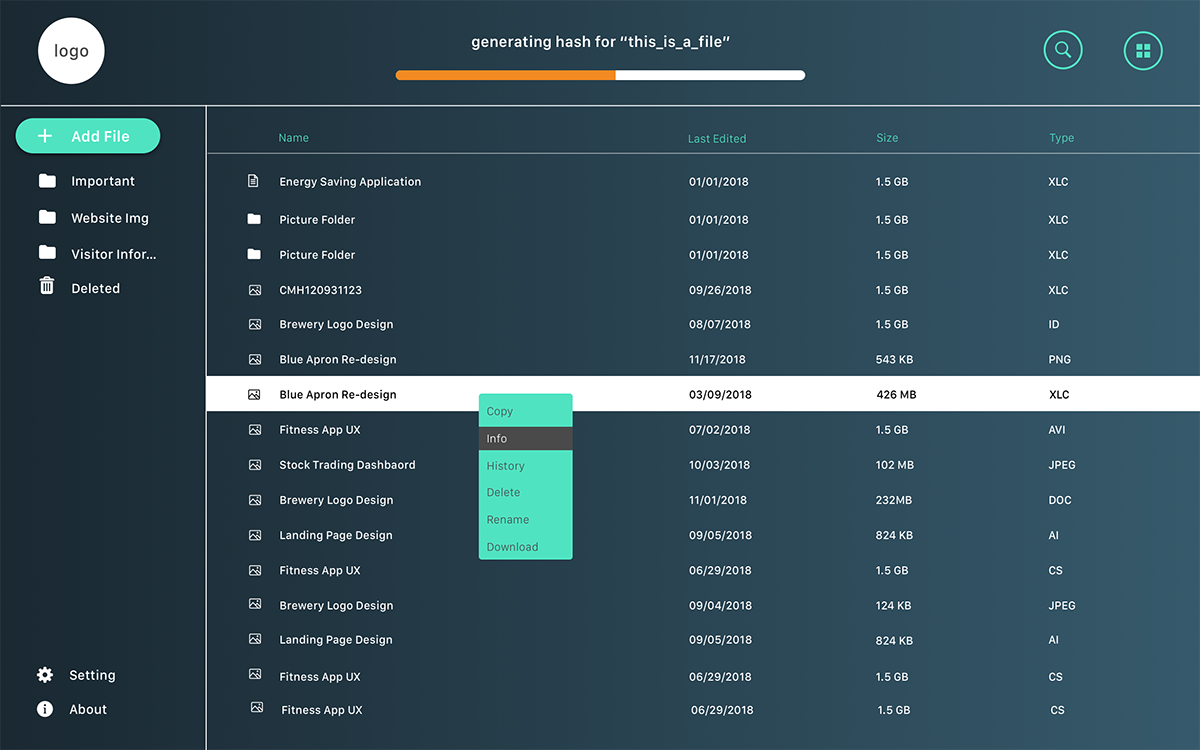 logo
generating hash for “this_is_a_file”
Add File
Important
Website Img
Visitor Infor...
Deleted
Setting
About
Name Last Edited Size Type
Energy Saving Application 01/01/2018 1.5 GB XLC
Picture Folder 01/01/2018 1.5 GB XLC
Picture Folder 01/01/2018 1.5 GB XLC
CMH120931123 09/26/2018 1.5 GB XLC
Brewery Logo Design 08/07/2018 1.5 GB ID
Blue Apron Re-design 11/17/2018 543 KB PNG
Blue Apron Re-design 03/09/2018 426 MB XLC
Fitness App UX 07/02/2018 1.5 GB AVI
Stock Trading Dashbaord 10/03/2018 102 MB JPEG
Brewery Logo Design 11/01/2018 232MB DOC
Landing Page Design 09/05/2018 824 KB AI
Fitness App UX 06/29/2018 1.5 GB CS
Brewery Logo Design 09/04/2018 124 KB JPEG
Landing Page Design 09/05/2018 824 KB AI
Fitness App UX 06/29/2018 1.5 GB CS
Fitness App UX 06/29/2018 1.5 GB CS
Copy
Info
History
Delete
Rename
Download